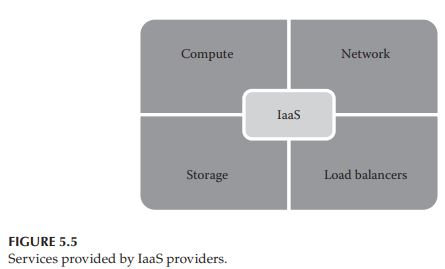 Compute
Network
IaaS
Storage
Load balancers
FIGURE 5.5
Services provided by IaaS providers.